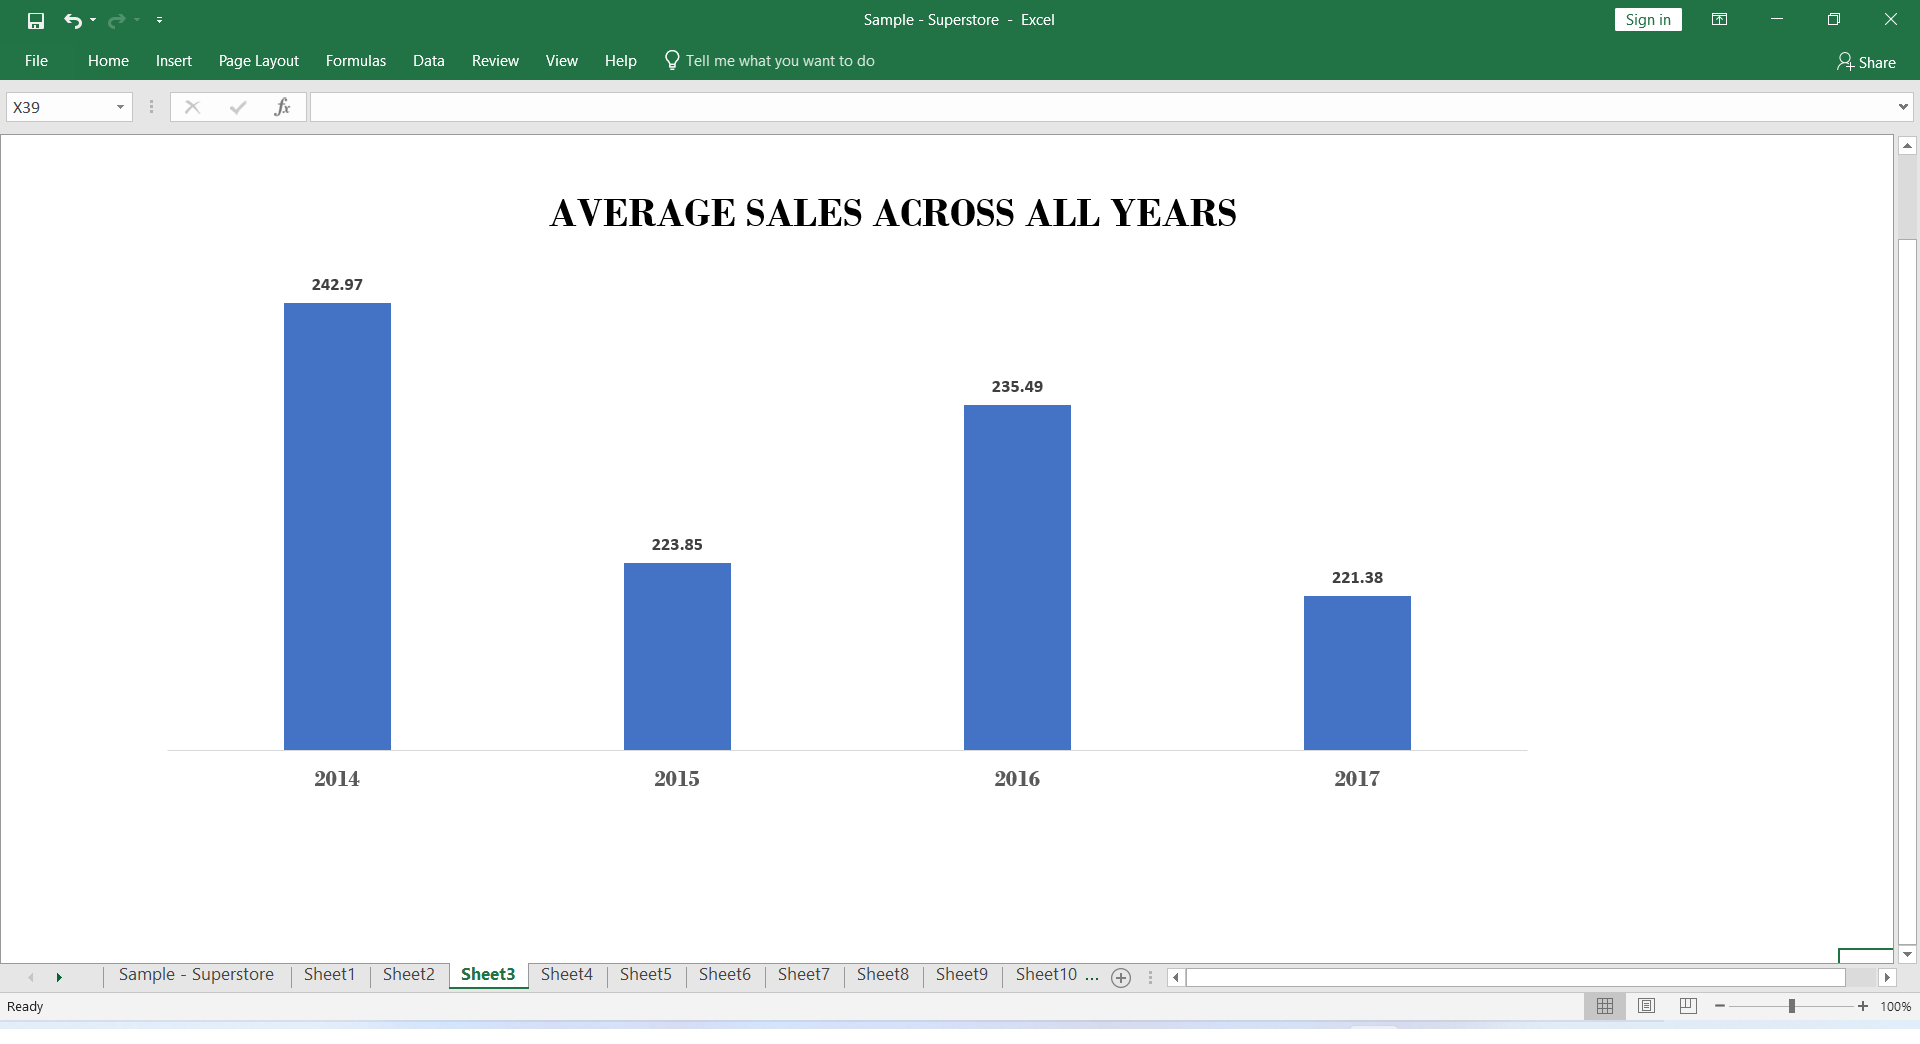 Sample - Superstore - Excel
Sign in
File Home Insert Page Layout Formulas Data Review View Help Tell me what you want to do Share
X39 fx
AVERAGE SALES ACROSS ALL YEARS
242.97
235.49
223.85
221.38
2014 2015 2016 2017
Sample - Superstore Sheet1 Sheet2 Sheet3 Sheet4 Sheet5 Sheet6 Sheet7 Sheet8 Sheet9 Sheet10 ...
Ready 100%